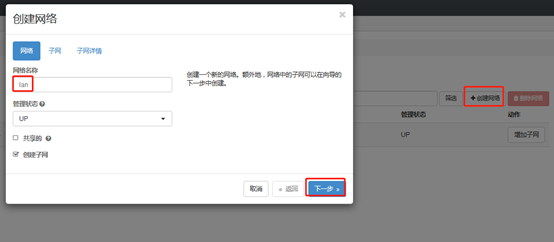 创建网络 ×
网络 子网 子网详情
网络名称
lan
创建一个新的网络。额外地,网络中的子网可以在向导的
下一步中创建。
管理状态
UP
共享的
创建子网
取消 « 返回 下一步 »
筛选 +创建网络 删除网络
管理状态 动作
UP 增加子网